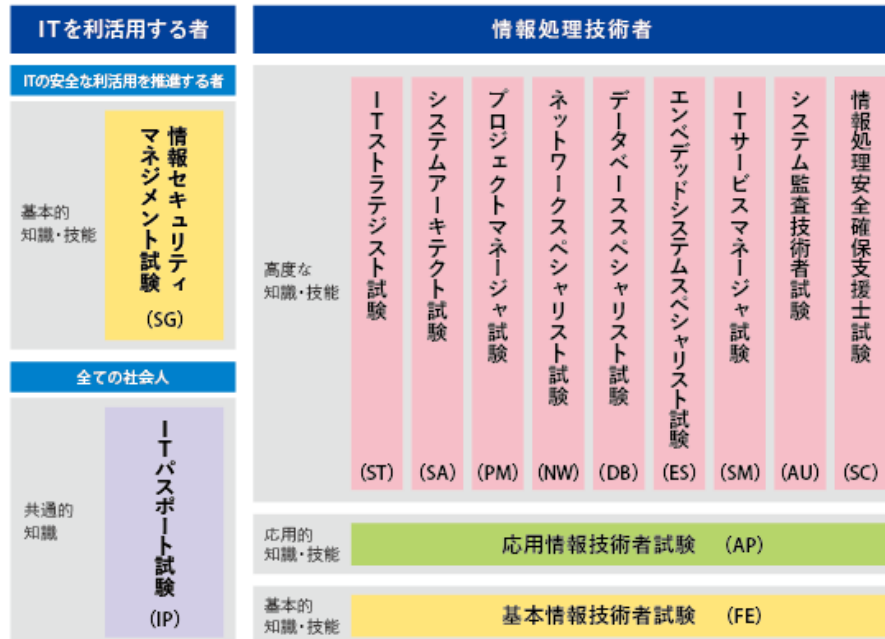 ITを利活用する者
ITの安全な利活用を推進する者
基本的
知識・技能
情報セキュリティ
マネジメント試験
(SG)
全ての社会人
共通的
知識
ITパスポート試験
(IP)
情報処理技術者
高度な
知識・技能
ITストラテジスト試験
(ST)
システムアーキテクト試験
(SA)
プロジェクトマネージャ試験
(PM)
ネットワークスペシャリスト試験
(NW)
データベーススペシャリスト試験
(DB)
エンベデッドシステムスペシャリスト試験
(ES)
ITサービスマネージャ試験
(SM)
システム監査技術者試験
(AU)
情報処理安全確保支援士試験
(SC)
応用的
知識・技能
応用情報技術者試験 (AP)
基本的
知識・技能
基本情報技術者試験 (FE)